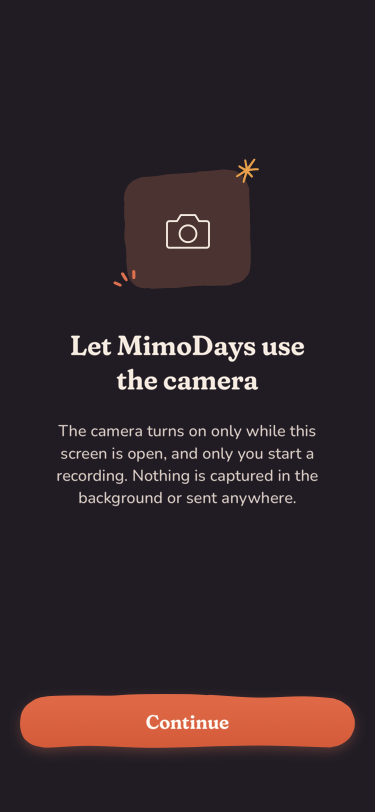 Let MimoDays use
the camera
The camera turns on only while this
screen is open, and only you start a
recording. Nothing is captured in the
background or sent anywhere.
Continue